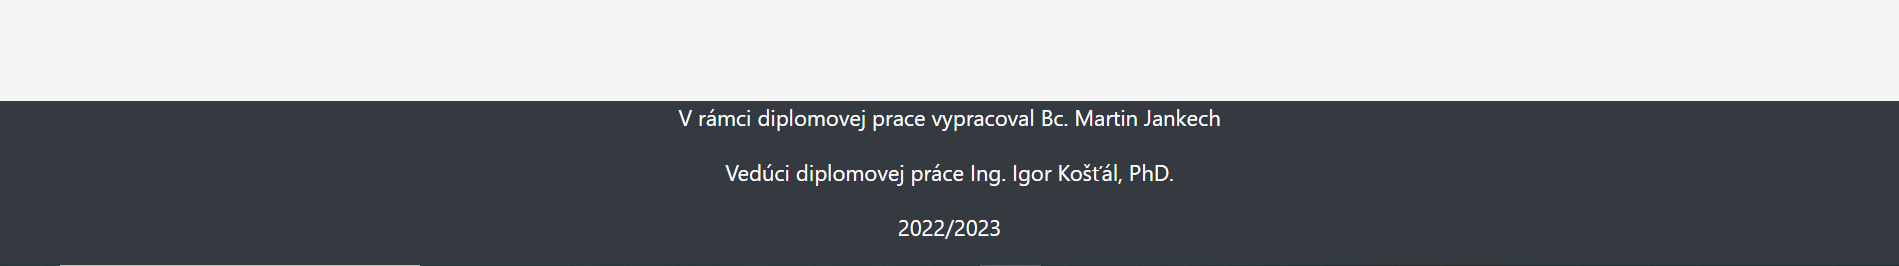 V rámci diplomovej prace vypracoval Bc. Martin Jankech
Vedúci diplomovej práce Ing. Igor Košťál, PhD.
2022/2023